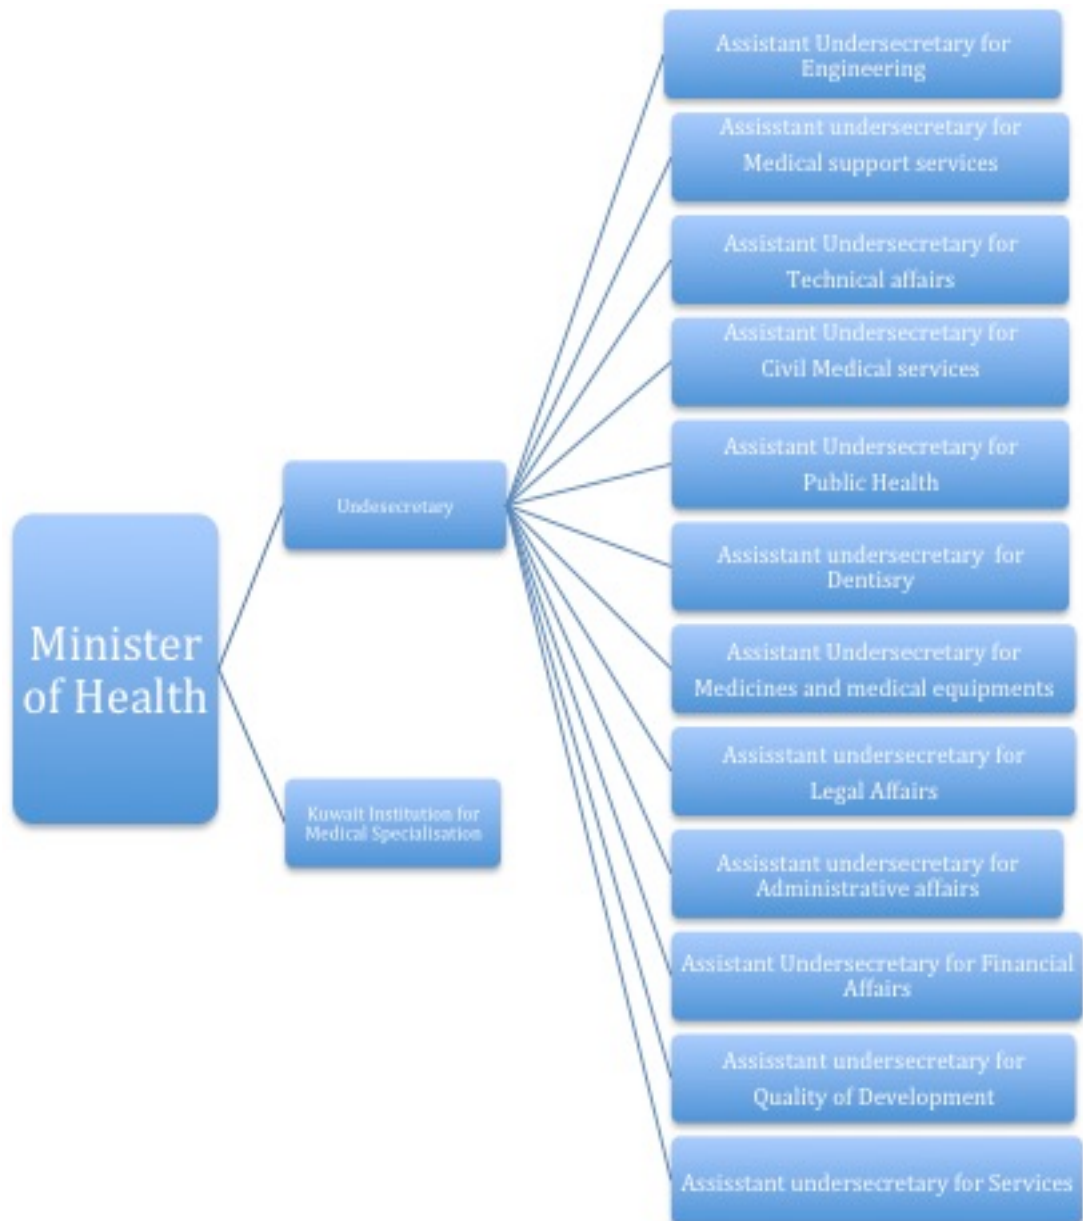 Minister
of Health
Undesecretary
Kuwait Institution for
Medical Specialisation
Assistant Undersecretary for
Engineering
Assisstant undersecretary for
Medical support services
Assistant Undersecretary for
Technical affairs
Assistant Undersecretary for
Civil Medical services
Assistant Undersecretary for
Public Health
Assisstant undersecretary for
Dentisry
Assistant Undersecretary for
Medicines and medical equipments
Assisstant undersecretary for
Legal Affairs
Assisstant undersecretary for
Administrative affairs
Assistant Undersecretary for Financial
Affairs
Assisstant undersecretary for
Quality of Development
Assisstant undersecretary for Services